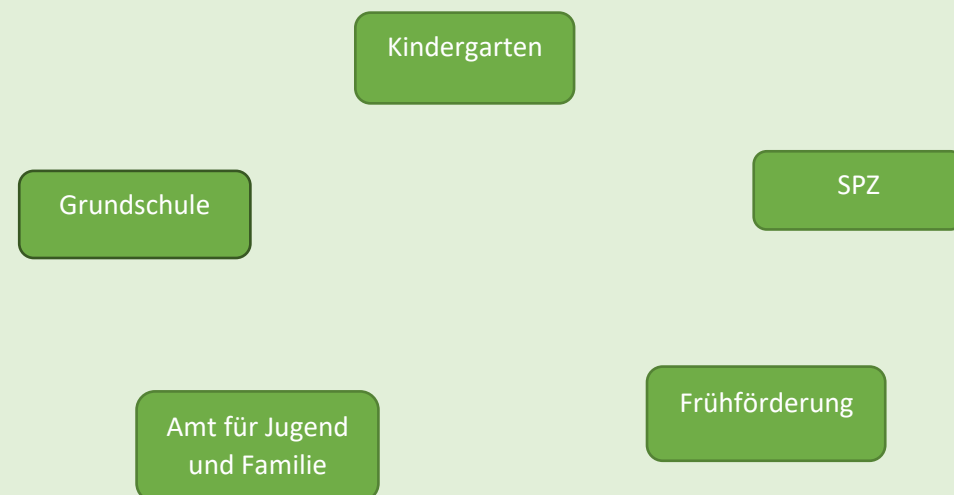 Kindergarten
SPZ
Grundschule
Frühförderung
Amt für Jugend
und Familie